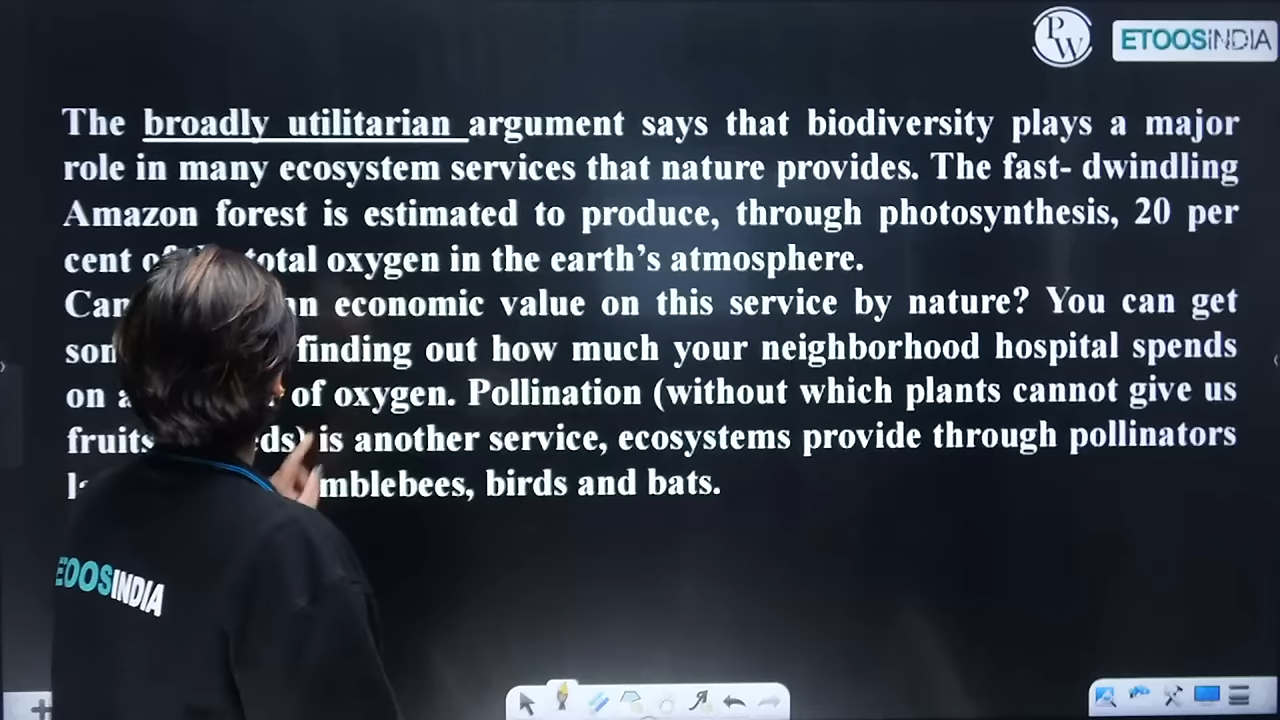 PW
ETOOSINDIA
The broadly utilitarian argument says that biodiversity plays a major
role in many ecosystem services that nature provides. The fast- dwindling
Amazon forest is estimated to produce, through photosynthesis, 20 per
cent total oxygen in the earth's atmosphere.
economic value on this service by nature? You can get
finding out how much your neighborhood hospital spends
on of oxygen. Pollination (without which plants cannot give us
fruits is another service, ecosystems provide through pollinators
birds and bats.
ETOOSINDIA